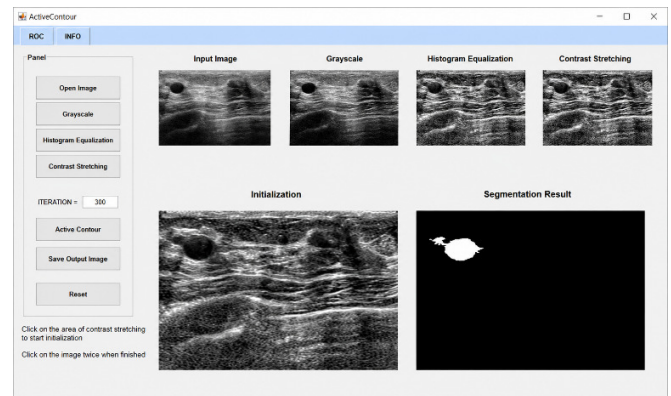 ActiveContour
ROC INFO
Panel
Open Image
Grayscale
Histogram Equalization
Contrast Stretching
ITERATION = 300
Active Contour
Save Output Image
Reset
Click on the area of contrast stretching
to start initialization
Click on the image twice when finished
Input Image
Grayscale
Histogram Equalization
Contrast Stretching
Initialization
Segmentation Result